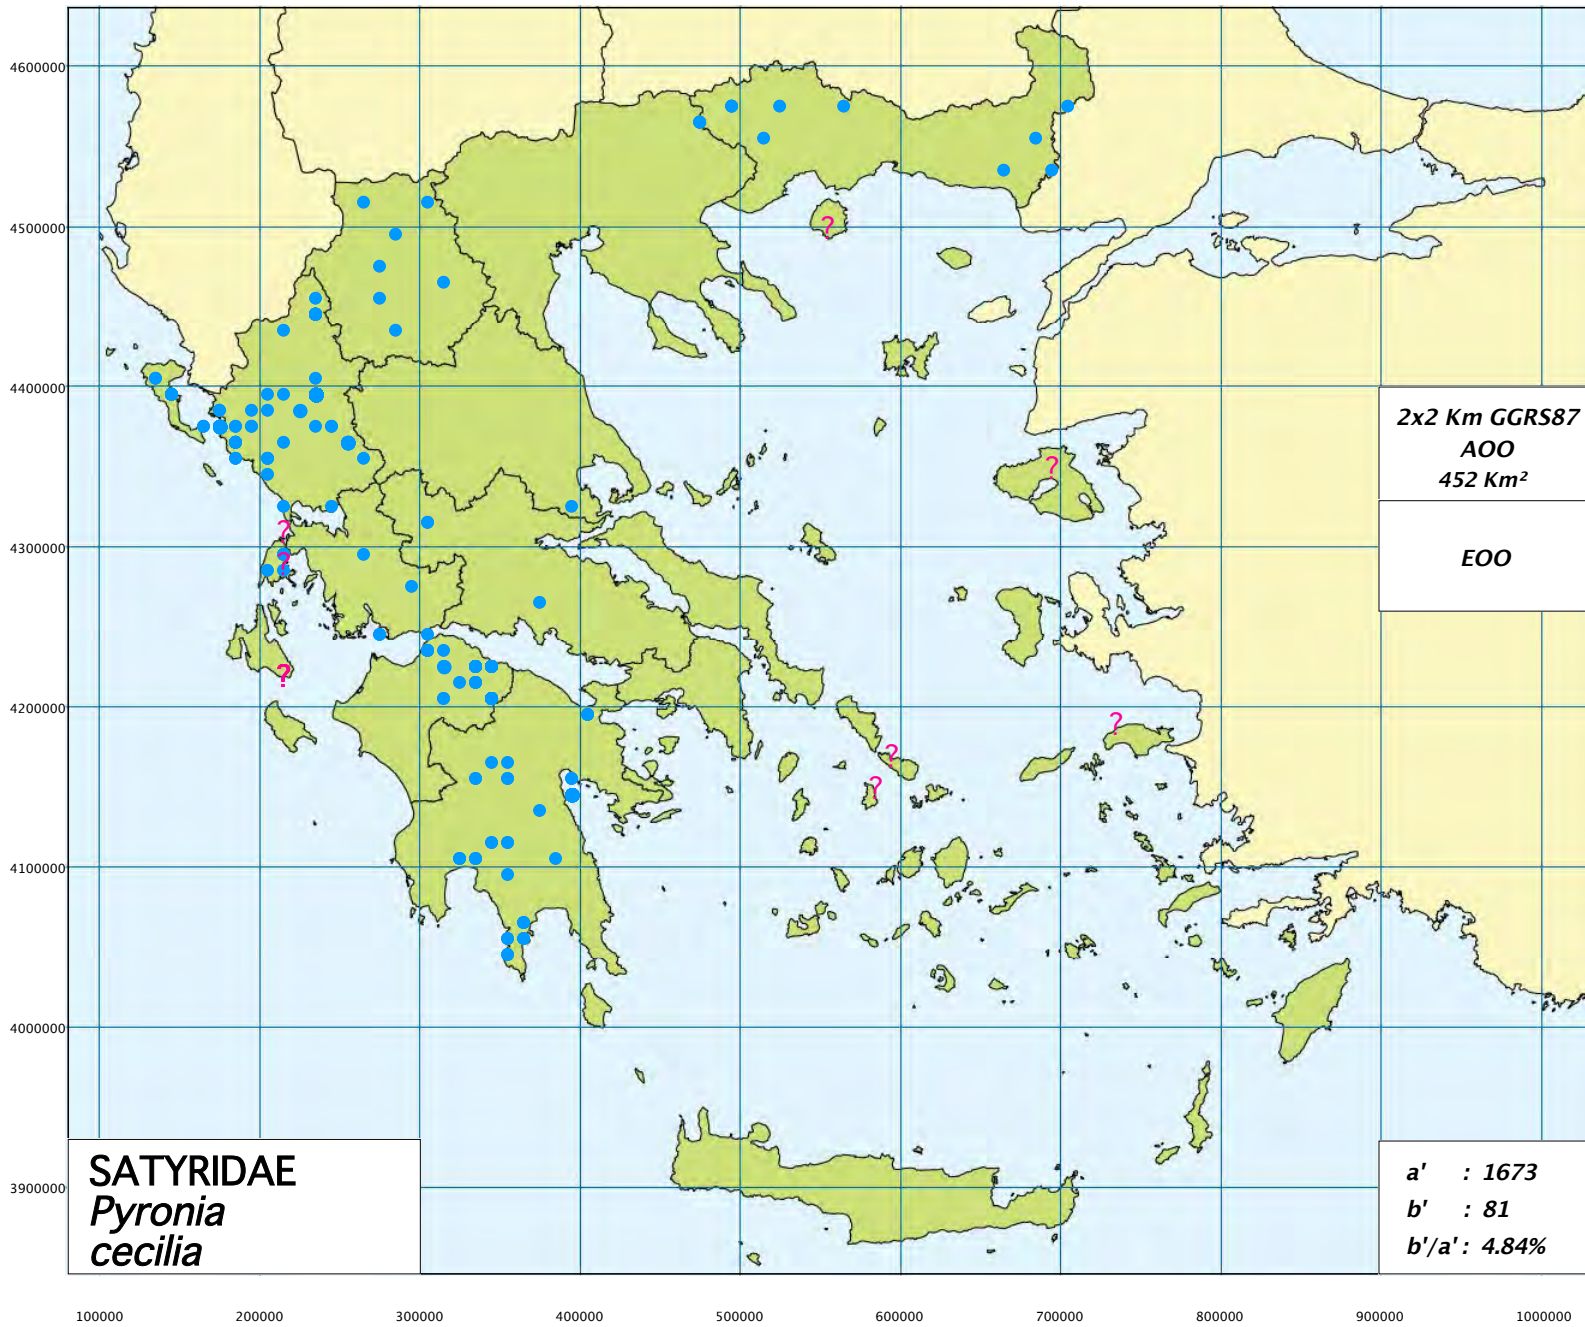 4600000
4500000
4400000
4300000
4200000
4100000
4000000
3900000
?
?
?
?
?
?
?
?
2x2 Km GGRS87
AOO
452 Km²
EOO
SATYRIDAE
Pyronia
cecilia
a' : 1673
b' : 81
b'/a' : 4.84%
100000 200000 300000 400000 500000 600000 700000 800000 900000 1000000